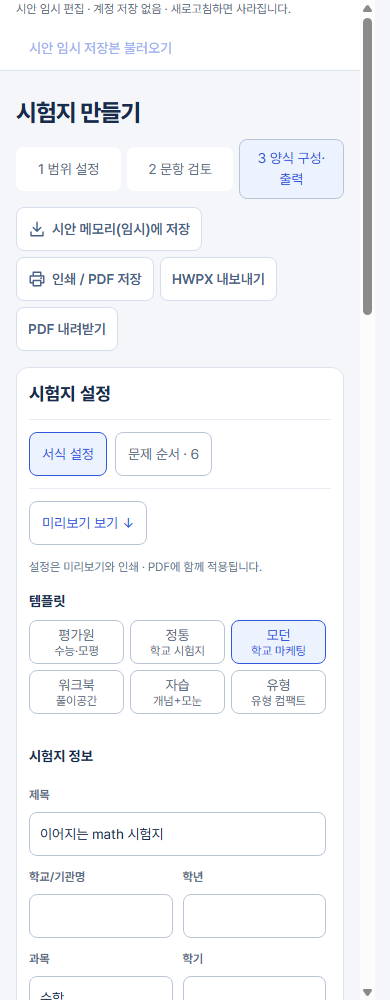 시안 임시 편집 · 계정 저장 없음 · 새로고침하면 사라집니다.
시안 임시 저장본 불러오기
시험지 만들기
1 범위 설정
2 문항 검토
3 양식 구성·
출력
시안 메모리(임시)에 저장
인쇄 / PDF 저장
HWPX 내보내기
PDF 내려받기
시험지 설정
서식 설정
문제 순서 · 6
미리보기 보기 ↓
설정은 미리보기와 인쇄 · PDF에 함께 적용됩니다.
템플릿
평가원
수능·모평
정통
학교 시험지
모던
학교 마케팅
워크북
풀이공간
자습
개념+모눈
유형
유형 컴팩트
시험지 정보
제목
이어지는 math 시험지
학교/기관명
학년
과목
학기
수학